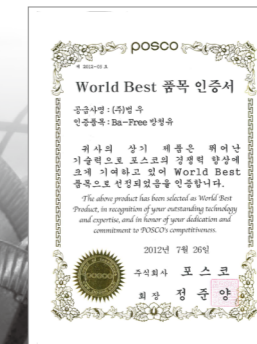 posco
제 2012-03 호
World Best 품목 인증서
공급사명 : (주)범 우
인증품목 : Ba-Free 방청유
귀사의 상기 제품은 뛰어난
기술력으로 포스코의 경쟁력 향상에
크게 기여하고 있어 World Best
품목으로 선정되었음을 인증합니다.
The above product has been selected as World Best
Product, in recognition of your outstanding technology
and expertise, and in honor of your dedication and
commitment to POSCO's competitiveness.
2012년 7월 26일
주식회사 포 스 코
회 장 정 준 양
posco